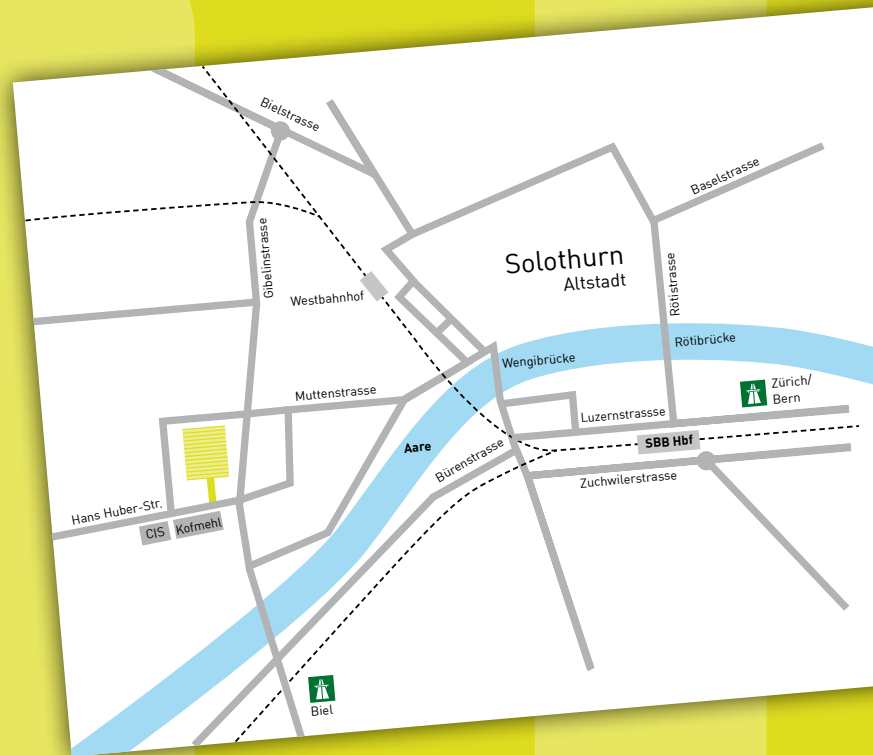 Bielstrasse
Baselstrasse
Gibelinstrasse
Solothurn
Altstadt
Rötistrasse
Westbahnhof
Rötibrücke
Wengibrücke
Zürich/
Bern
Muttenstrasse
Luzernstrassse
Aare
Bürenstrasse
SBB Hbf
Zuchwilerstrasse
Hans Huber-Str.
CIS
Kofmehl
Biel